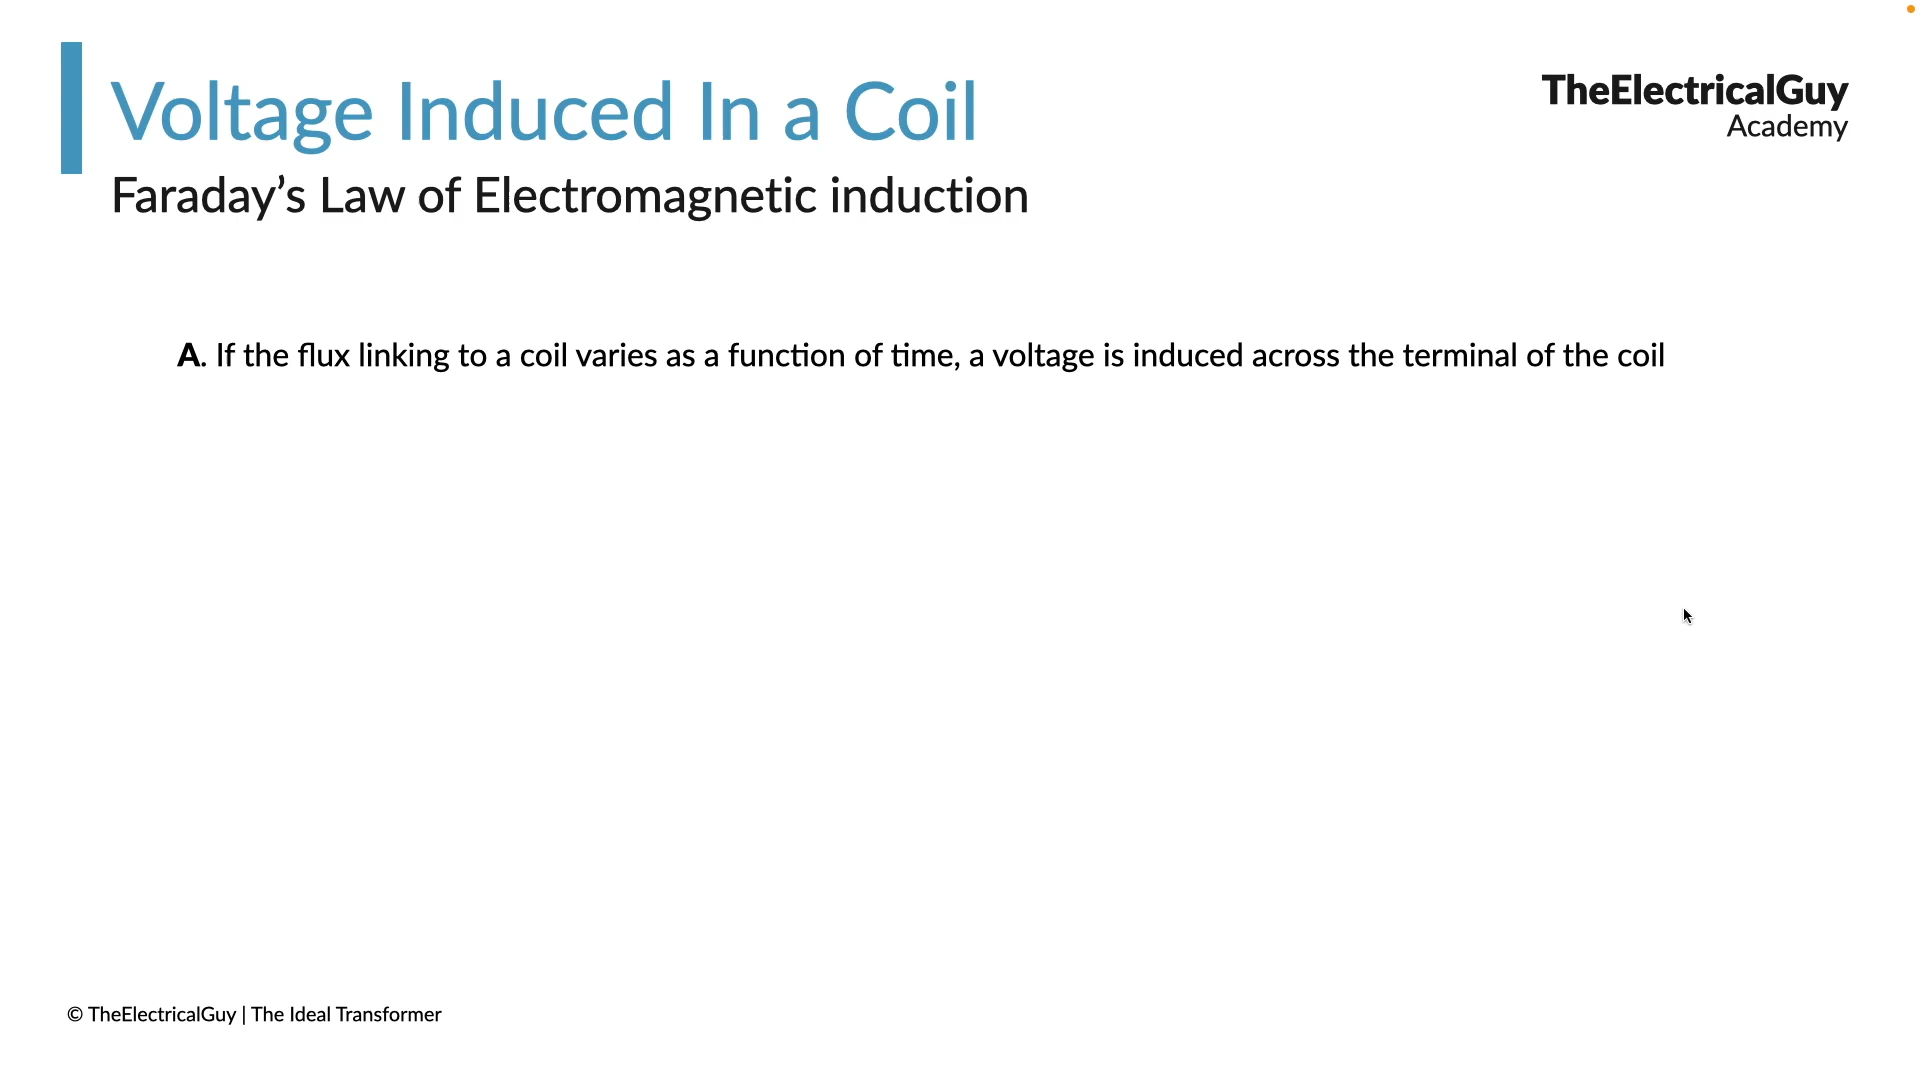 Voltage Induced In a Coil
TheElectricalGuy
Academy
Faraday’s Law of Electromagnetic induction
A. If the flux linking to a coil varies as a function of time, a voltage is induced across the terminal of the coil
© TheElectricalGuy | The Ideal Transformer